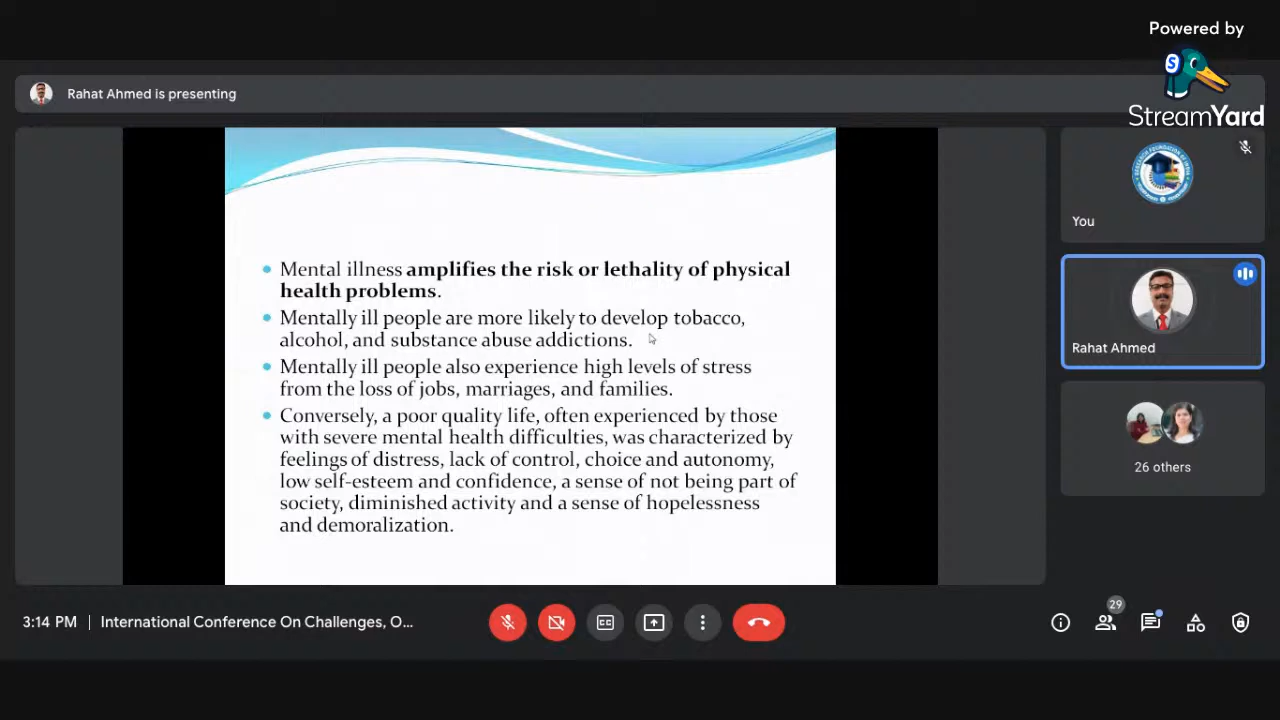 Powered by
StreamYard
Rahat Ahmed is presenting
Mental illness amplifies the risk or lethality of physical
health problems.
Mentally ill people are more likely to develop tobacco,
alcohol, and substance abuse addictions.
Mentally ill people also experience high levels of stress
from the loss of jobs, marriages, and families.
Conversely, a poor quality life, often experienced by those
with severe mental health difficulties, was characterized by
feelings of distress, lack of control, choice and autonomy,
low self-esteem and confidence, a sense of not being part of
society, diminished activity and a sense of hopelessness
and demoralization.
You
Rahat Ahmed
26 others
3:14 PM | International Conference On Challenges, O...
29